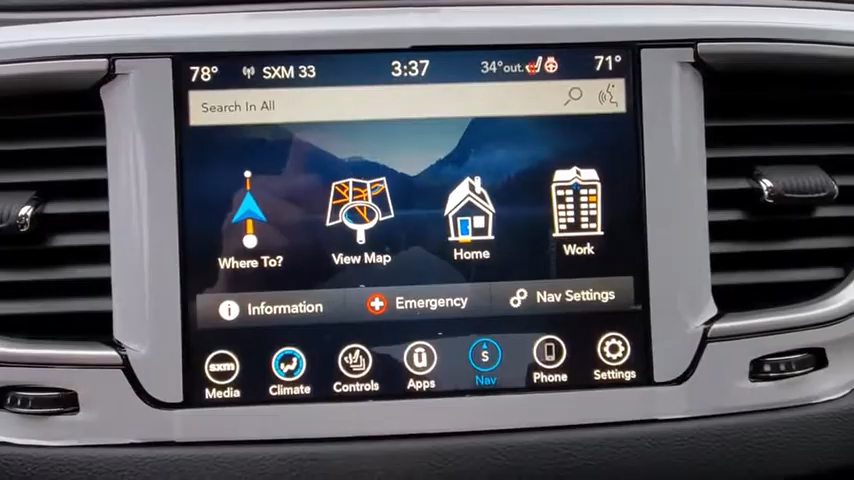 78° SXM 33 3:37 34°out 71°
Search In All
Where To? View Map Home Work
i Information Emergency Nav Settings
sxm u S
Media Climate Controls Apps Nav Phone Settings